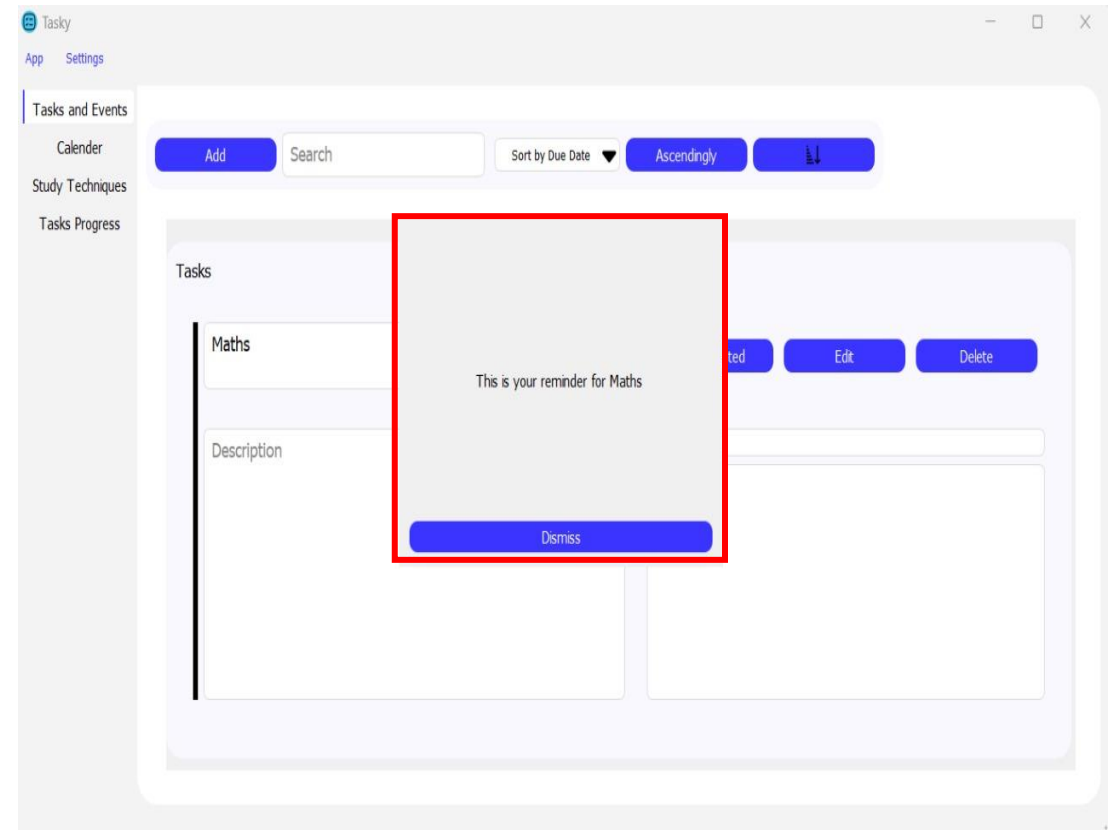 Tasky
App Settings
Tasks and Events
Calender
Study Techniques
Tasks Progress
Add Search Sort by Due Date Ascendingly
Tasks
Maths
ted Edit Delete
This is your reminder for Maths
Description
Dismiss